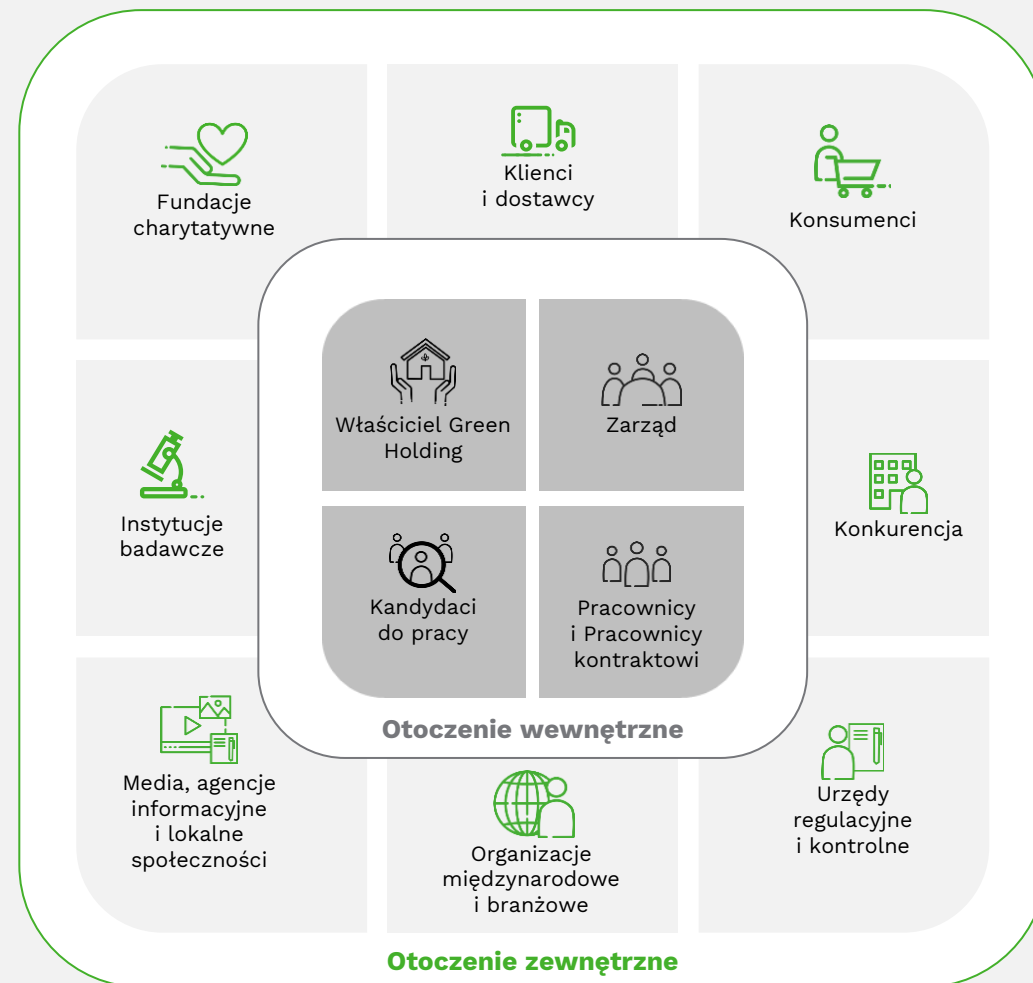 Fundacje
charytatywne
Klienci
i dostawcy
Konsumenci
Właściciel Green
Holding
Zarząd
Instytucje
badawcze
Konkurencja
Kandydaci
do pracy
Pracownicy
i Pracownicy
kontraktowi
Otoczenie wewnętrzne
Media, agencje
informacyjne
i lokalne
społeczności
Organizacje
międzynarodowe
i branżowe
Urzędy
regulacyjne
i kontrolne
Otoczenie zewnętrzne